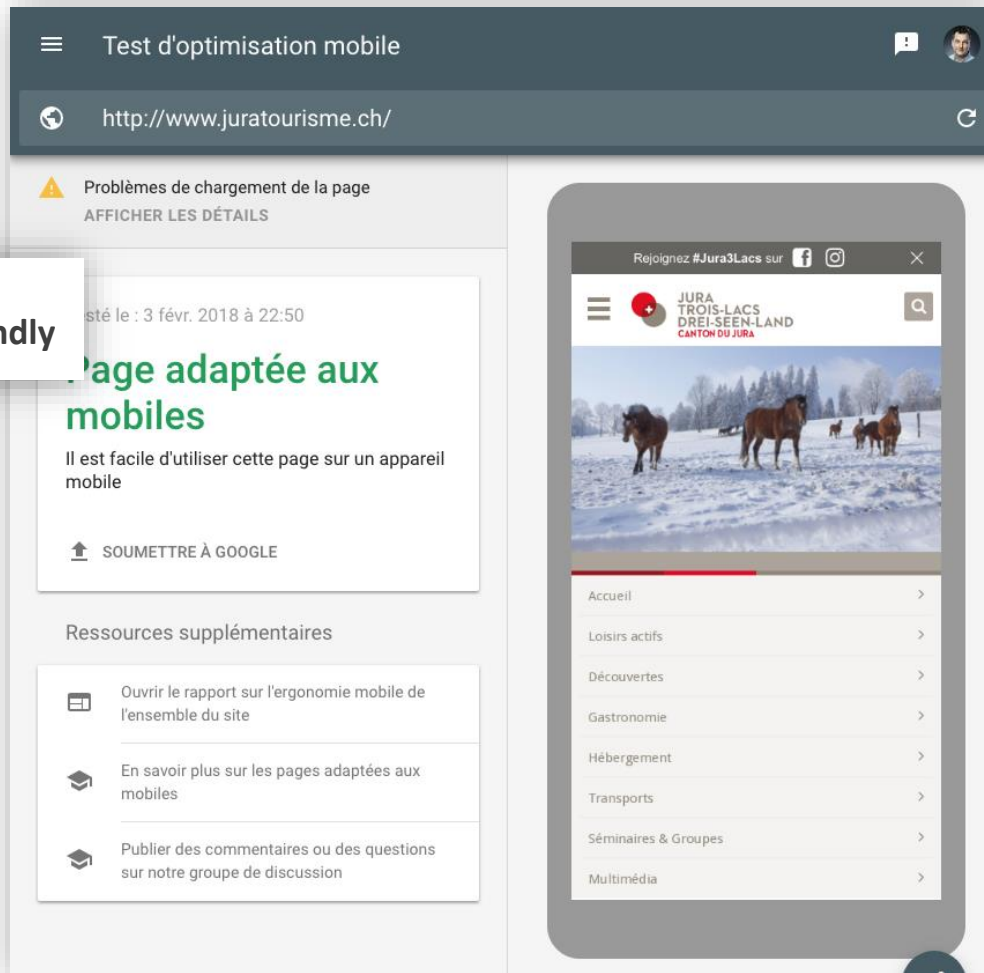 Test d'optimisation mobile
http://www.juratourisme.ch/
Problèmes de chargement de la page
AFFICHER LES DÉTAILS
le : 3 févr. 2018 à 22:50
Page adaptée aux
mobiles
Il est facile d'utiliser cette page sur un appareil
mobile
SOUMETTRE À GOOGLE
Ressources supplémentaires
Ouvrir le rapport sur l'ergonomie mobile de
l'ensemble du site
En savoir plus sur les pages adaptées aux
mobiles
Publier des commentaires ou des questions
sur notre groupe de discussion
Rejoignez #Jura3Lacs sur
JURA
TROIS-LACS
DREI-SEEN-LAND
CANTON DU JURA
Accueil
Loisirs actifs
Découvertes
Gastronomie
Hébergement
Transports
Séminaires & Groupes
Multimédia